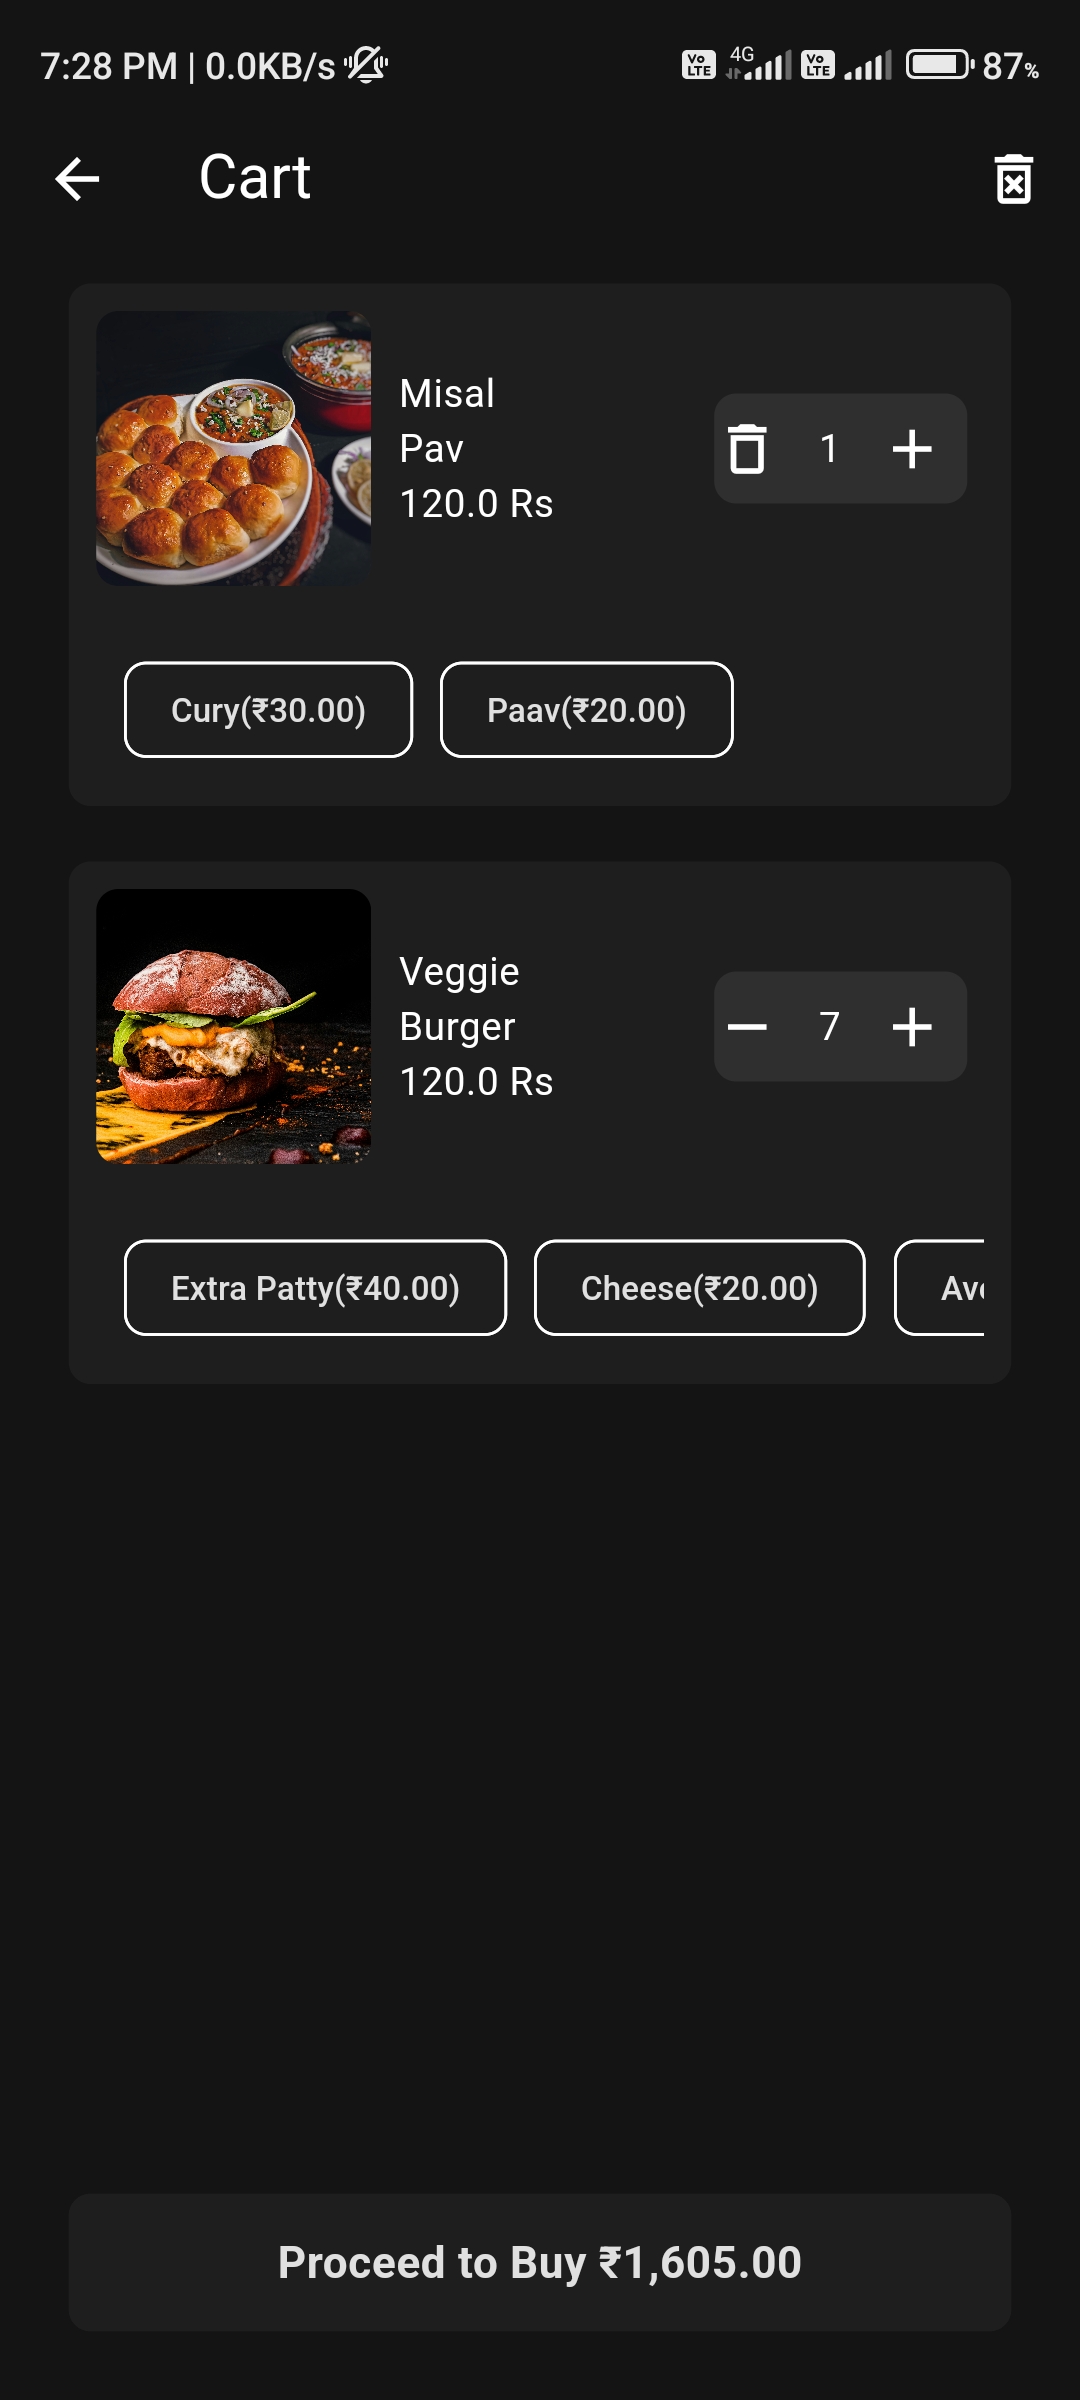 7:28 PM | 0.0KB/s Vo LTE 4G Vo LTE 87%
Cart
Misal
Pav
120.0 Rs
1
Cury(₹30.00) Paav(₹20.00)
Veggie
Burger
120.0 Rs
7
Extra Patty(₹40.00) Cheese(₹20.00)
Proceed to Buy ₹1,605.00